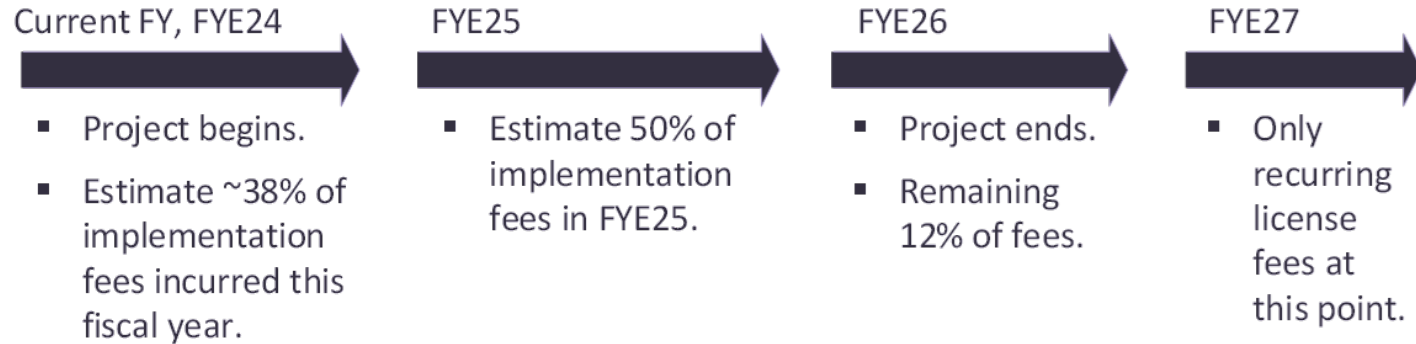 Current FY, FYE24
▪ Project begins.
▪ Estimate ~38% of
implementation
fees incurred this
fiscal year.
FYE25
▪ Estimate 50% of
implementation
fees in FYE25.
FYE26
▪ Project ends.
▪ Remaining
12% of fees.
FYE27
▪ Only
recurring
license
fees at
this point.